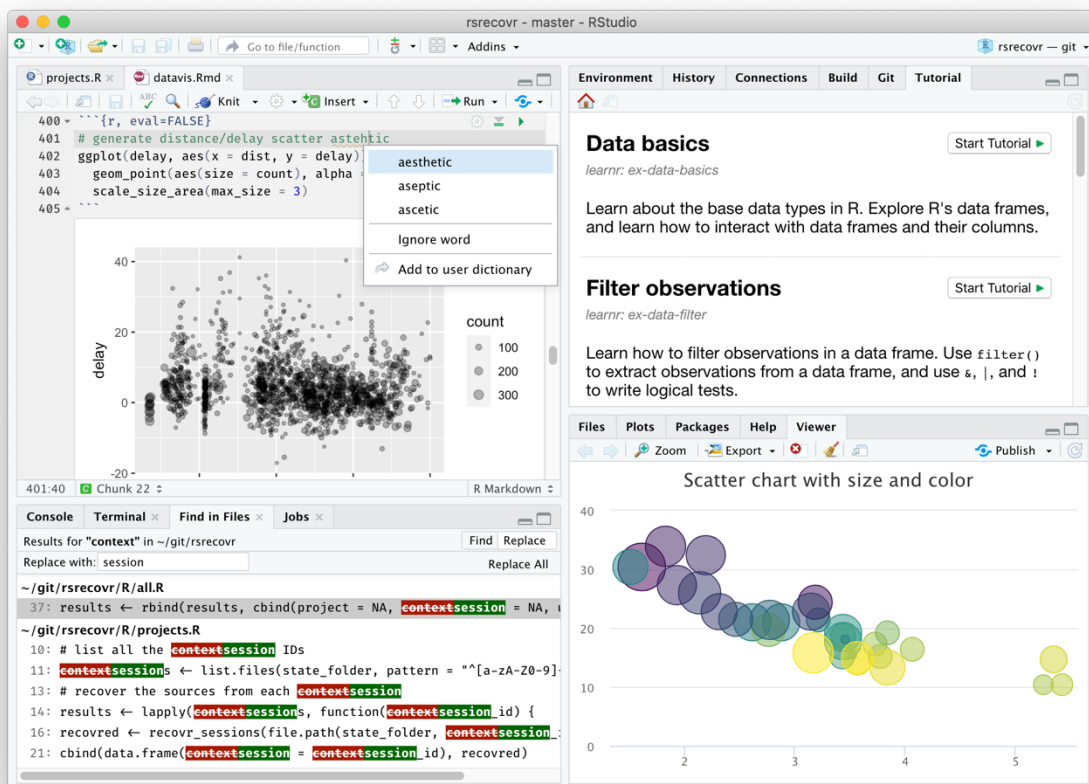 rsrecovr - master - RStudio
Go to file/function
Addins
rsrecovr — git
projects.R
datavis.Rmd
ABC
Knit
Insert
Run
400 ```{r, eval=FALSE}
401 # generate distance/delay scatter astehtic
402 ggplot(delay, aes(x = dist, y = delay))
403 geom_point(aes(size = count), alpha =
404 scale_size_area(max_size = 3)
405 ```
aesthetic
aseptic
ascetic
Ignore word
Add to user dictionary
40
20
0
-20
delay
count
100
200
300
401:40
Chunk 22
R Markdown
Console
Terminal
Find in Files
Jobs
Results for "context" in ~/git/rsrecovr
Find
Replace
Replace with:
session
Replace All
~/git/rsrecovr/R/all.R
37: results ← rbind(results, cbind(project = NA, contextsession = NA, u
~/git/rsrecovr/R/projects.R
10: # list all the contextsession IDs
11: contextsessions ← list.files(state_folder, pattern = "^[a-zA-Z0-9]
13: # recover the sources from each contextsession
14: results ← lapply(contextsessions, function(contextsession_id) {
16: recovred ← recovr_sessions(file.path(state_folder, contextsession_i
21: cbind(data.frame(contextsession = contextsession_id), recovred)
Environment
History
Connections
Build
Git
Tutorial
Data basics
Start Tutorial
learnr: ex-data-basics
Learn about the base data types in R. Explore R's data frames,
and learn how to interact with data frames and their columns.
Filter observations
Start Tutorial
learnr: ex-data-filter
Learn how to filter observations in a data frame. Use filter()
to extract observations from a data frame, and use &, |, and !
to write logical tests.
Files
Plots
Packages
Help
Viewer
Zoom
Export
Publish
Scatter chart with size and color
40
30
20
10
0
2
3
4
5